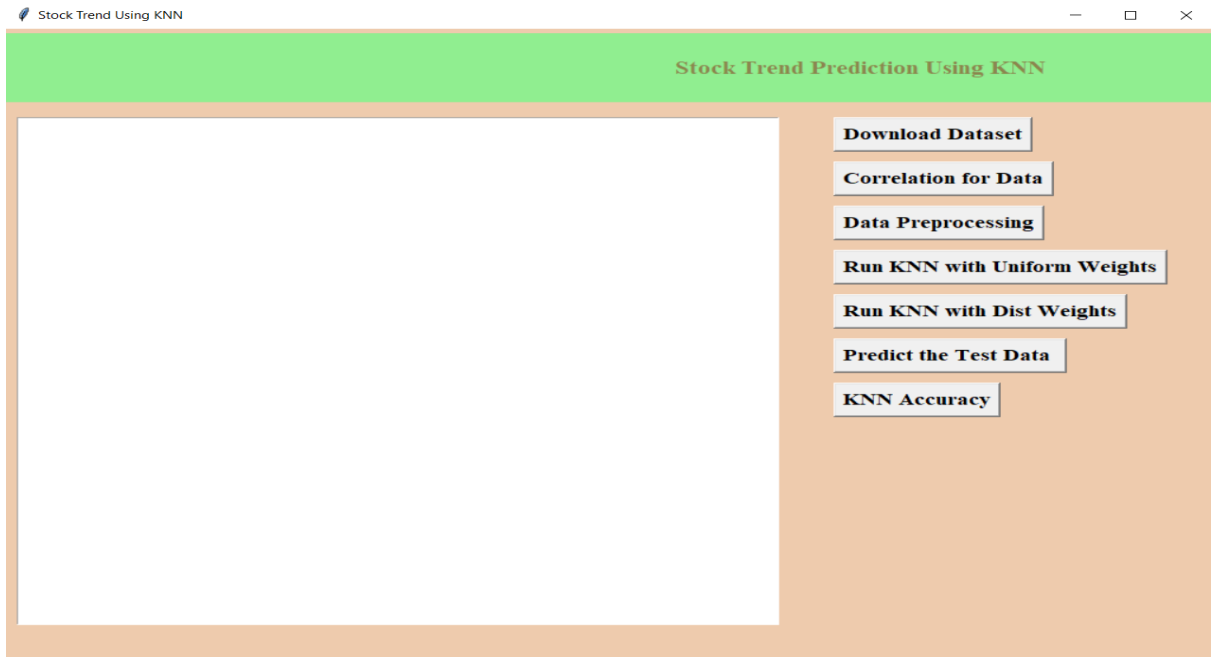 Stock Trend Using KNN
Stock Trend Prediction Using KNN
Download Dataset
Correlation for Data
Data Preprocessing
Run KNN with Uniform Weights
Run KNN with Dist Weights
Predict the Test Data
KNN Accuracy